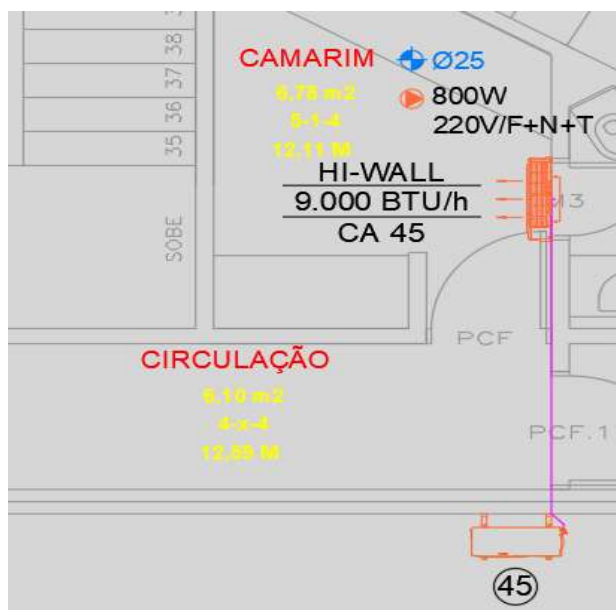 38
37
36
35
SOBE
CAMARIM
6,78 m2
5-1-4
12,11 M
Ø25
800W
220V/F+N+T
HI-WALL
9.000 BTU/h
CA 45
M3
PCF
CIRCULAÇÃO
6,10 m2
4-x-4
12,59 M
PCF.1
45